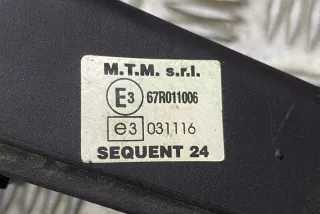 M.T.M. s.r.l.
E3 67R011006
e3 031116
SEQUENT 24